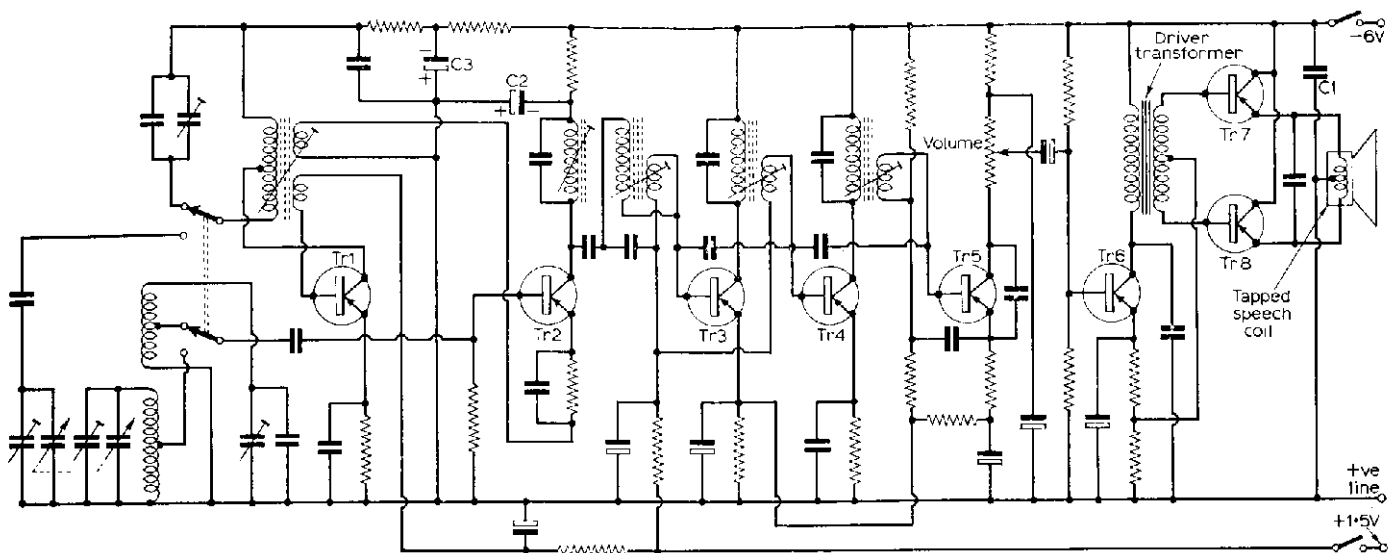 −6V
Driver
transformer
C3
C2
C1
Tr7
Volume
Tr1
Tr8
Tr5
Tr6
Tr2
Tr3
Tr4
Tapped
speech
coil
+ve
line
+1·5V